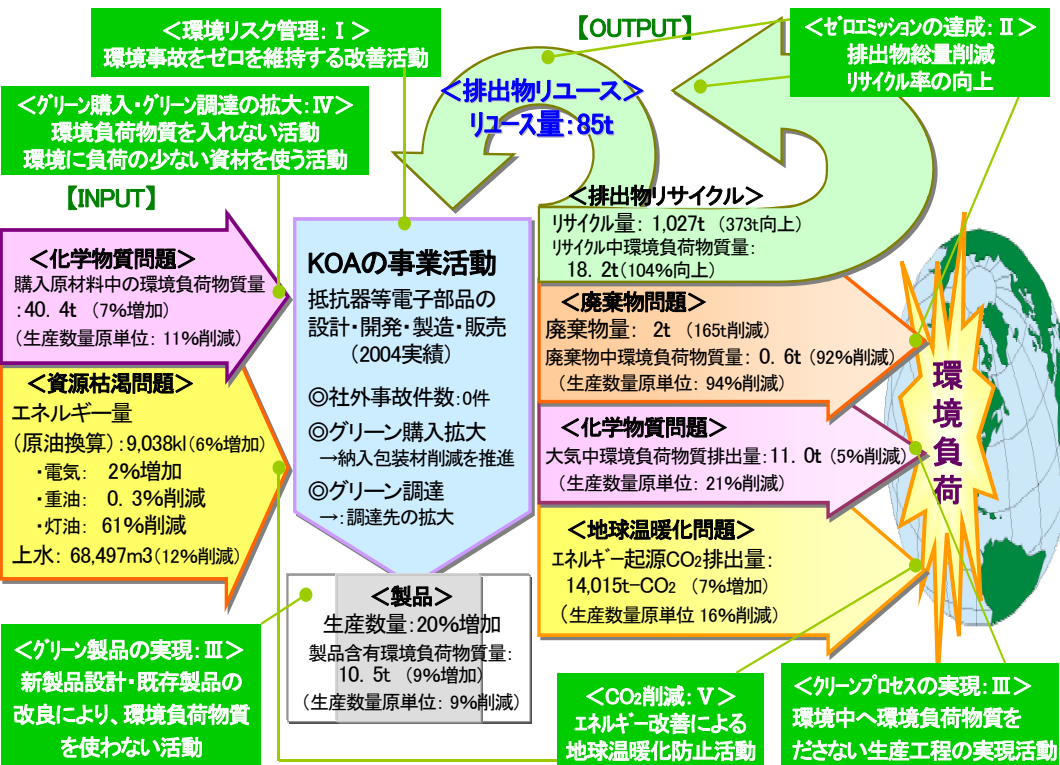 ＜環境リスク管理：Ⅰ＞
環境事故をゼロを維持する改善活動
【OUTPUT】
＜ｾﾞﾛｴﾐｯｼｮﾝの達成：Ⅱ＞
排出物総量削減
リサイクル率の向上
＜ｸﾞﾘｰﾝ購入・ｸﾞﾘｰﾝ調達の拡大：Ⅳ＞
環境負荷物質を入れない活動
環境に負荷の少ない資材を使う活動
＜排出物リユース＞
リユース量：85t
【INPUT】
＜化学物質問題＞
購入原材料中の環境負荷物質量
：40．4t （7%増加）
（生産数量原単位： 11%削減）
＜資源枯渇問題＞
エネルギー量
（原油換算）：9,038kl（6%増加）
・電気： 2%増加
・重油： 0．3%削減
・灯油： 61%削減
上水： 68,497m3（12%削減）
KOAの事業活動
抵抗器等電子部品の
設計・開発・製造・販売
（2004実績）
◎社外事故件数：0件
◎グリーン購入拡大
→納入包装材削減を推進
◎グリーン調達
→：調達先の拡大
＜排出物リサイクル＞
リサイクル量： 1,027t （373t向上）
リサイクル中環境負荷物質量：
18．2t（104%向上）
＜廃棄物問題＞
廃棄物量： 2t （165t削減）
廃棄物中環境負荷物質量： 0．6t（92%削減）
（生産数量原単位： 94%削減）
＜化学物質問題＞
大気中環境負荷物質排出量：11．0t（5%削減）
（生産数量原単位： 21%削減）
＜地球温暖化問題＞
ｴﾈﾙｷﾞｰ起源CO2排出量：
14,015t-CO2 （7%増加）
（生産数量原単位 16%削減）
環境負荷
＜製品＞
生産数量：20%増加
製品含有環境負荷物質量：
10．5t （9%増加）
（生産数量原単位： 9%削減）
＜ｸﾞﾘｰﾝ製品の実現：Ⅲ＞
新製品設計・既存製品の
改良により、環境負荷物質
を使わない活動
＜CO2削減：Ⅴ＞
ｴﾈﾙｷﾞｰ改善による
地球温暖化防止活動
＜ｸﾘｰﾝﾌﾟﾛｾｽの実現：Ⅲ＞
環境中へ環境負荷物質を
ださない生産工程の実現活動